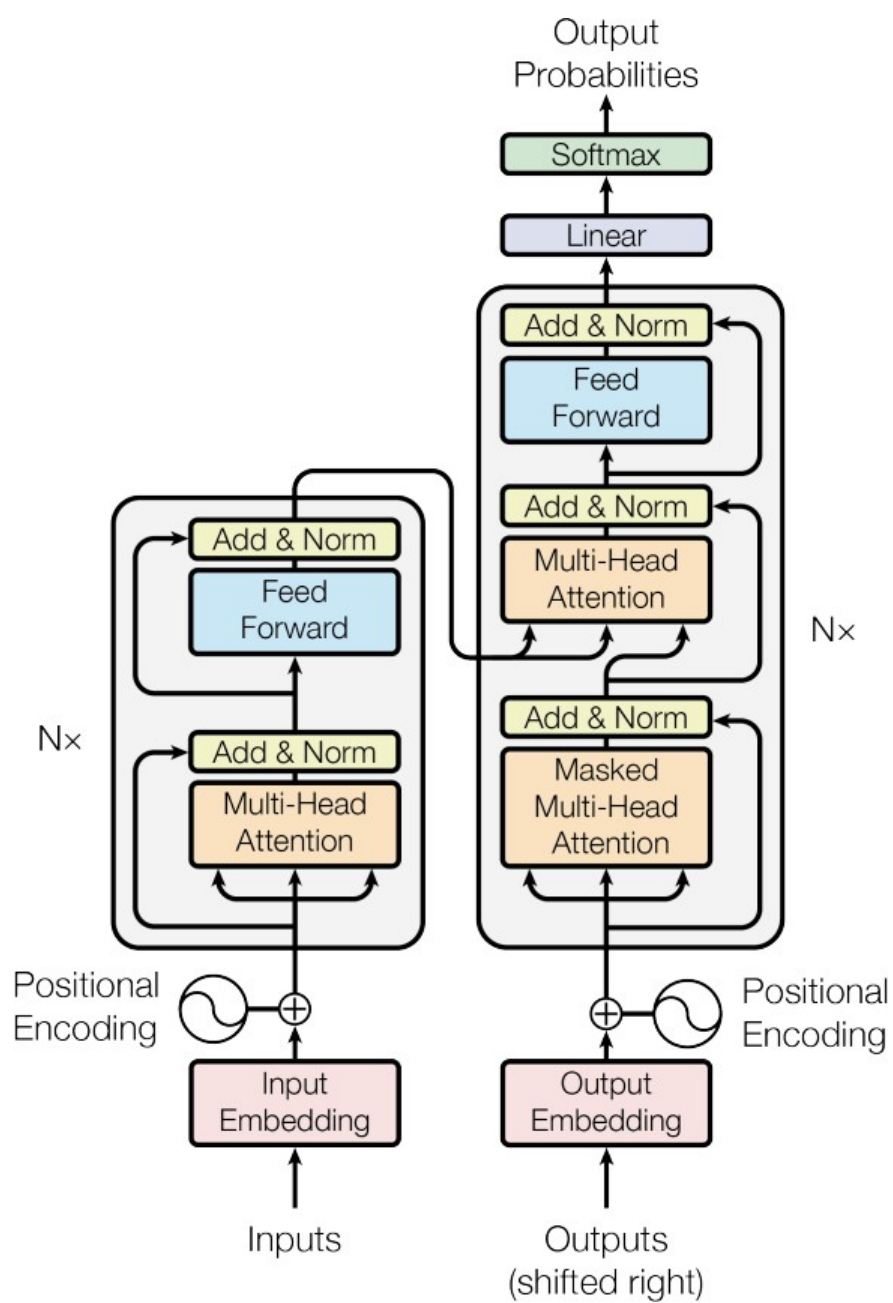 Output
Probabilities
Softmax
Linear
Add & Norm
Feed
Forward
Add & Norm
Multi-Head
Attention
Add & Norm
Masked
Multi-Head
Attention
Nx
Add & Norm
Feed
Forward
Add & Norm
Multi-Head
Attention
Nx
Positional
Encoding
Positional
Encoding
Input
Embedding
Output
Embedding
Inputs
Outputs
(shifted right)